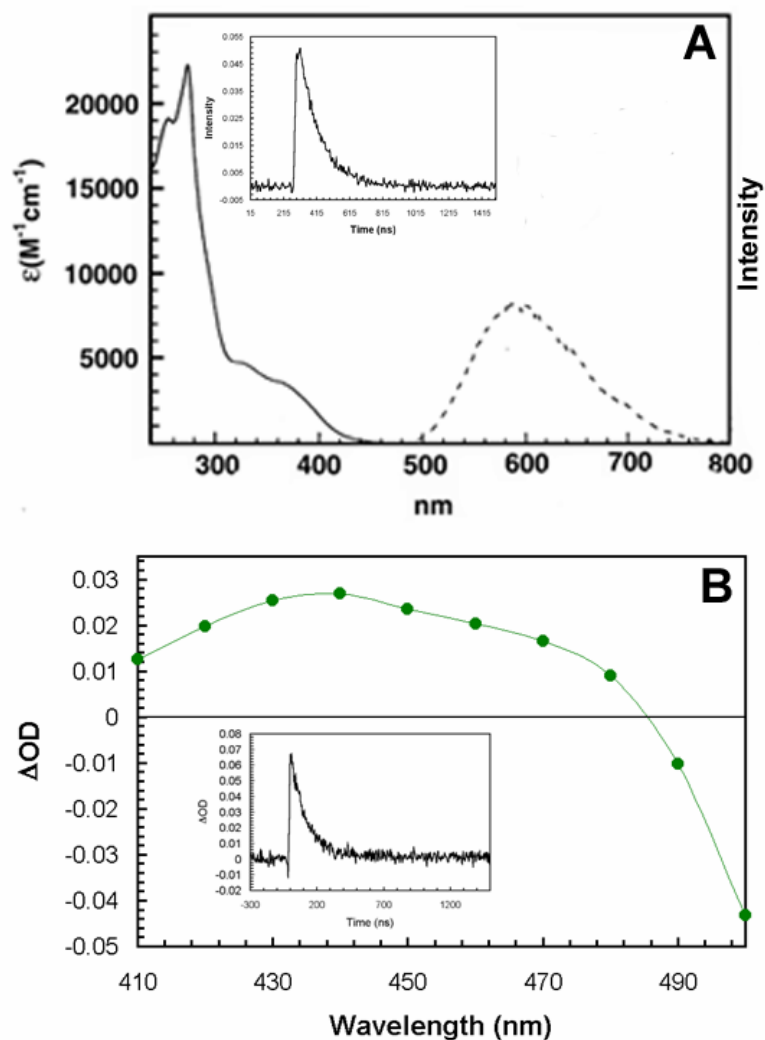 A
ε(M⁻¹cm⁻¹)
20000
15000
10000
5000
300 400 500 600 700 800
nm
Intensity
Intensity
0.055
0.045
0.035
0.025
0.015
0.005
-0.005
15 215 415 615 815 1015 1215 1415
Time (ns)
B
ΔOD
0.03
0.02
0.01
0
-0.01
-0.02
-0.03
-0.04
-0.05
410 430 450 470 490
Wavelength (nm)
ΔOD
0.08
0.07
0.06
0.05
0.04
0.03
0.02
0.01
0
-0.01
-0.02
-300 200 700 1200
Time (ns)